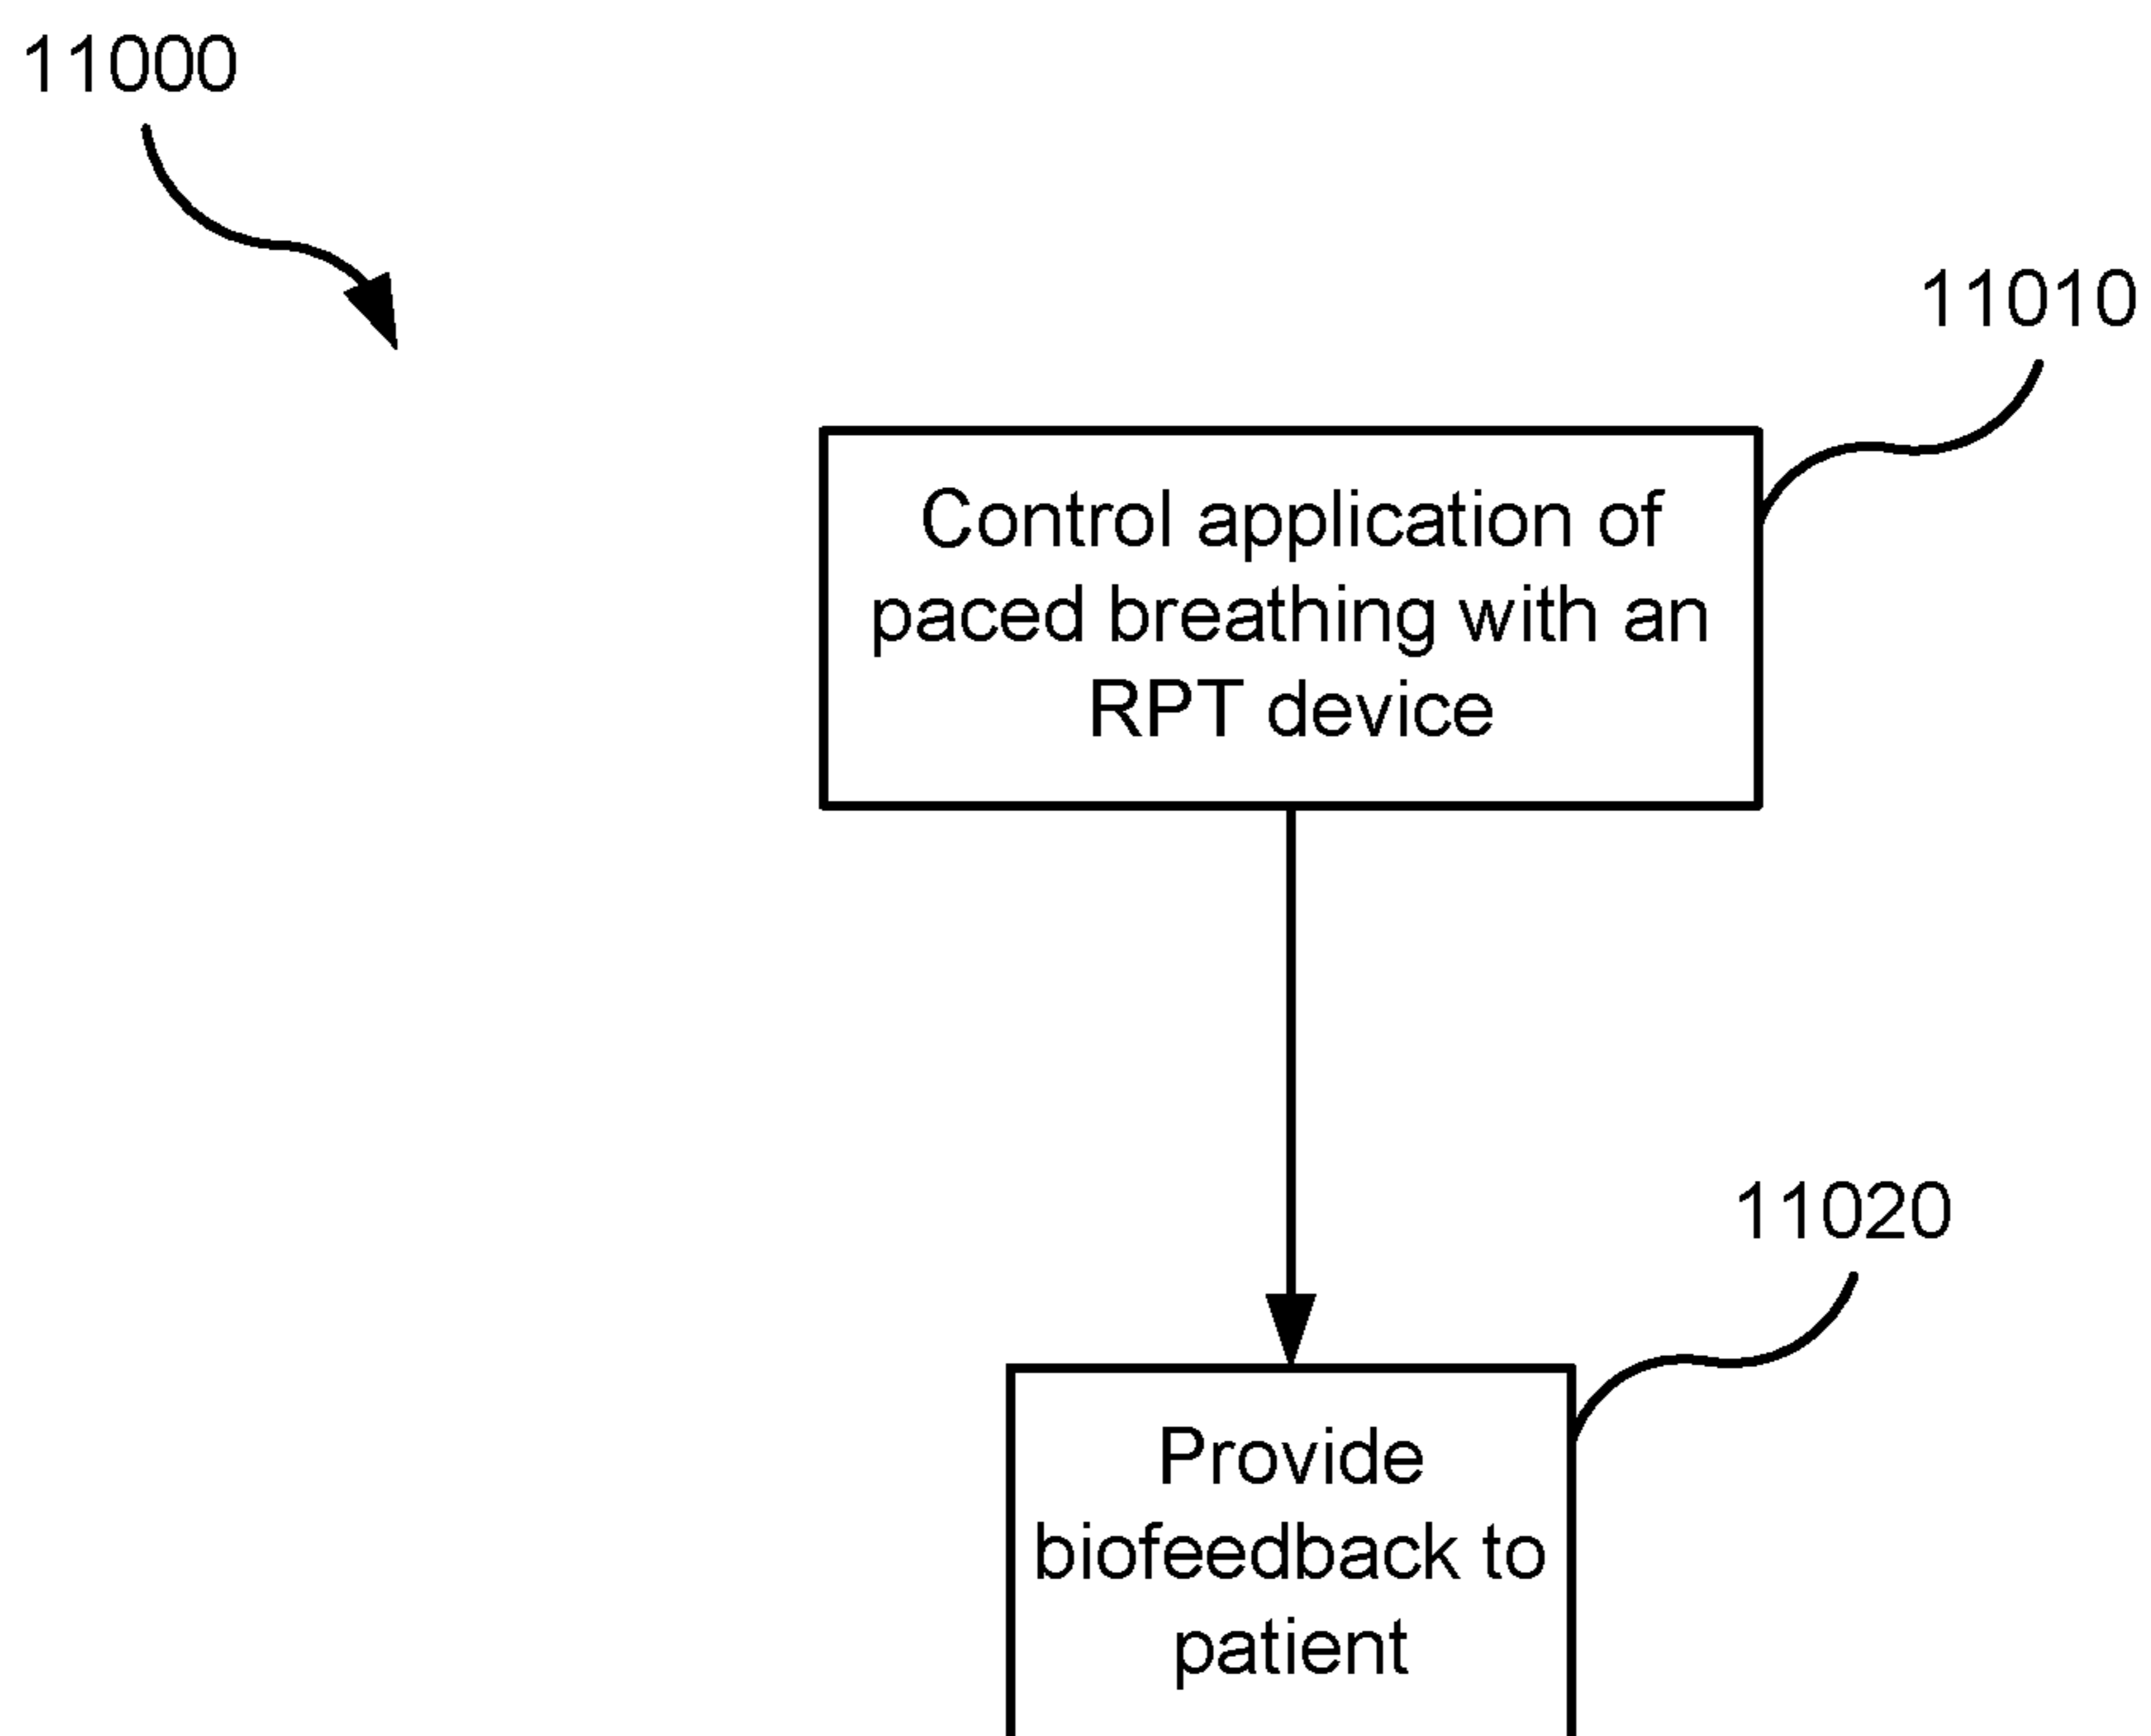 11000
11010
Control application of
paced breathing with an
RPT device
11020
Provide
biofeedback to
patient